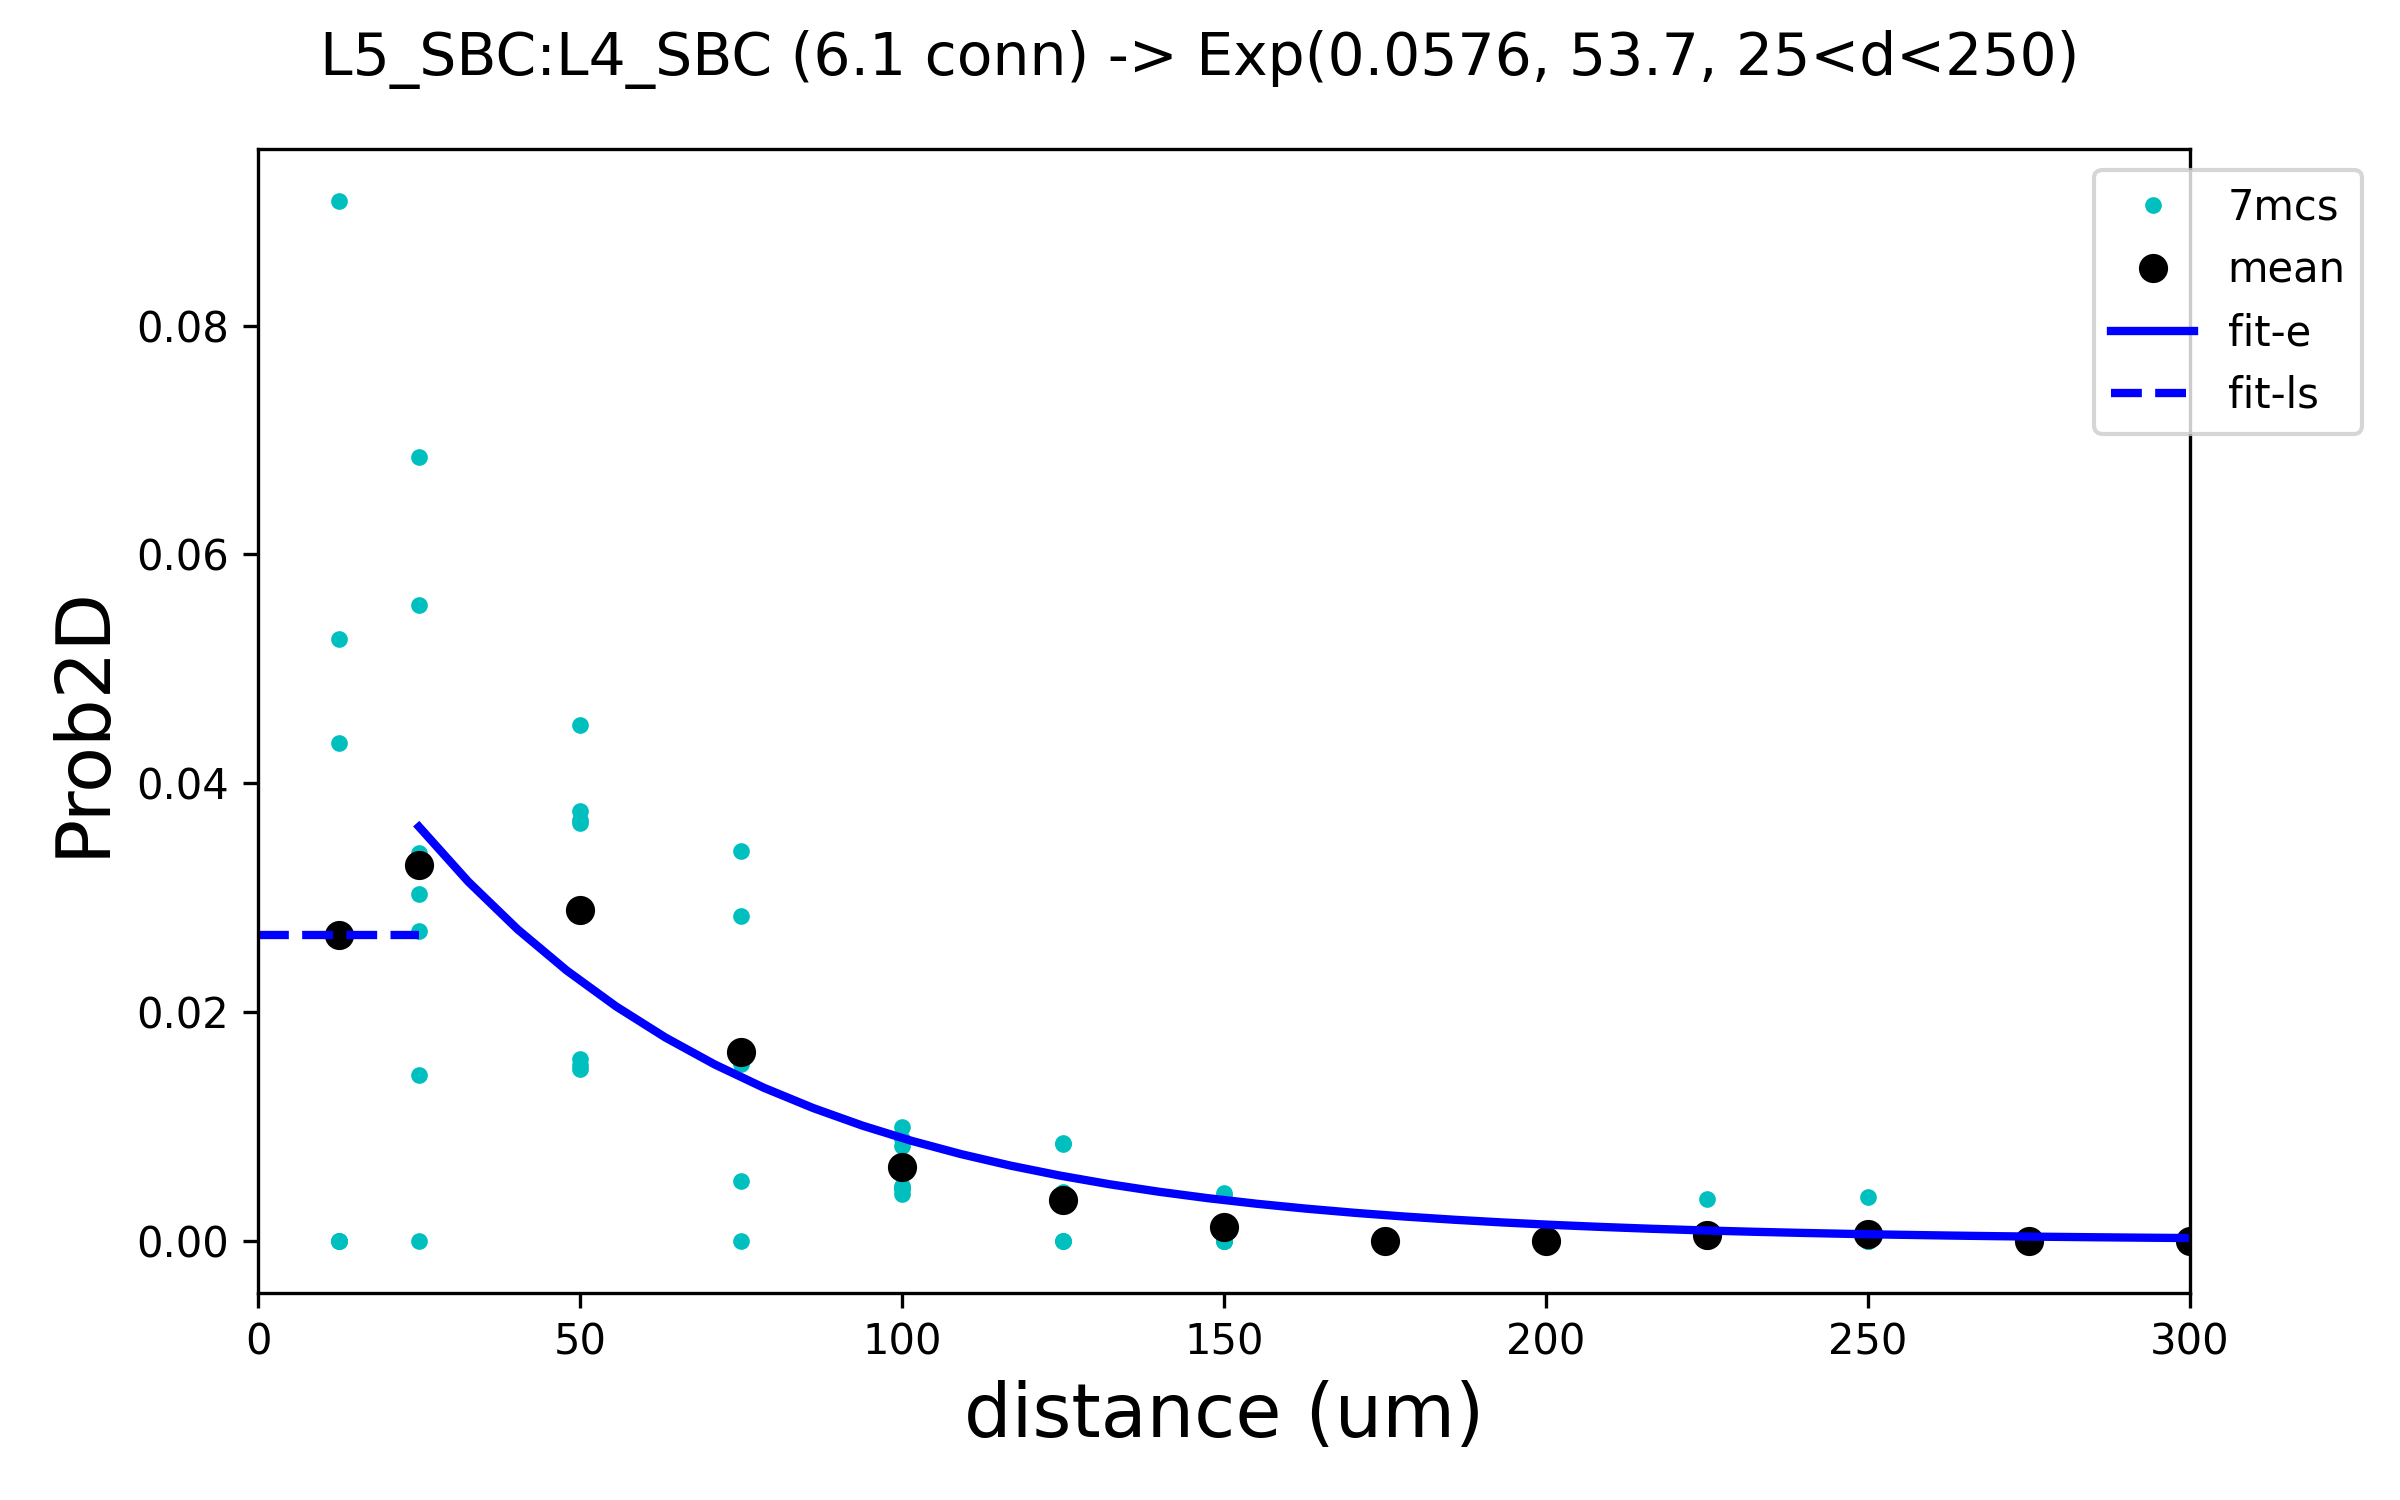 L5_SBC:L4_SBC (6.1 conn) -> Exp(0.0576, 53.7, 25<d<250)
7mcs
mean
fit-e
fit-ls
Prob2D
0.08
0.06
0.04
0.02
0.00
0 50 100 150 200 250 300
distance (um)